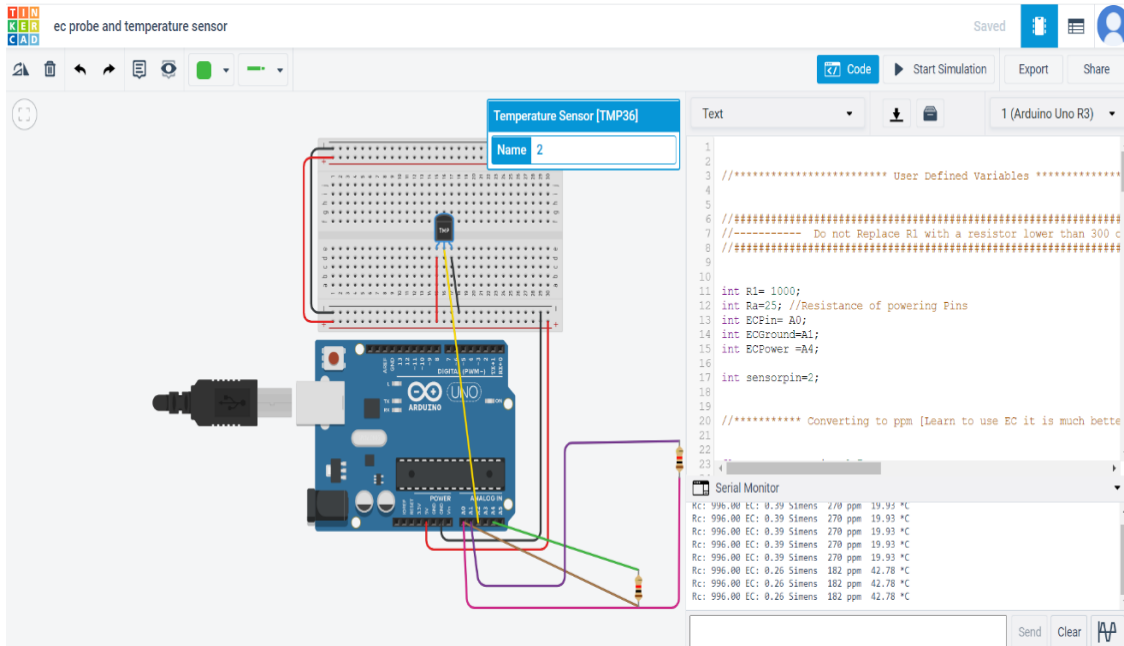 TIN
KER
CAD
ec probe and temperature sensor
Saved
Code
Start Simulation
Export
Share
Temperature Sensor [TMP36]
Name 2
Text
1 (Arduino Uno R3)
TMP
DIGITAL (PWM~)
UNO
ARDUINO
ON
POWER
ANALOG IN
1
2
3 //************************ User Defined Variables *************
4
5
6 //##########################################################
7 //----------- Do not Replace R1 with a resistor lower than 300 o
8 //##########################################################
9
10
11 int R1= 1000;
12 int Ra=25; //Resistance of powering Pins
13 int ECPin= A0;
14 int ECGround=A1;
15 int ECPower =A4;
16
17 int sensorpin=2;
18
19
20 //*********** Converting to ppm [Learn to use EC it is much bette
21
22
23
Serial Monitor
Rc: 996.00 EC: 0.39 Simens 270 ppm 19.93 *C
Rc: 996.00 EC: 0.39 Simens 270 ppm 19.93 *C
Rc: 996.00 EC: 0.39 Simens 270 ppm 19.93 *C
Rc: 996.00 EC: 0.39 Simens 270 ppm 19.93 *C
Rc: 996.00 EC: 0.39 Simens 270 ppm 19.93 *C
Rc: 996.00 EC: 0.26 Simens 182 ppm 42.78 *C
Rc: 996.00 EC: 0.26 Simens 182 ppm 42.78 *C
Rc: 996.00 EC: 0.26 Simens 182 ppm 42.78 *C
Send
Clear